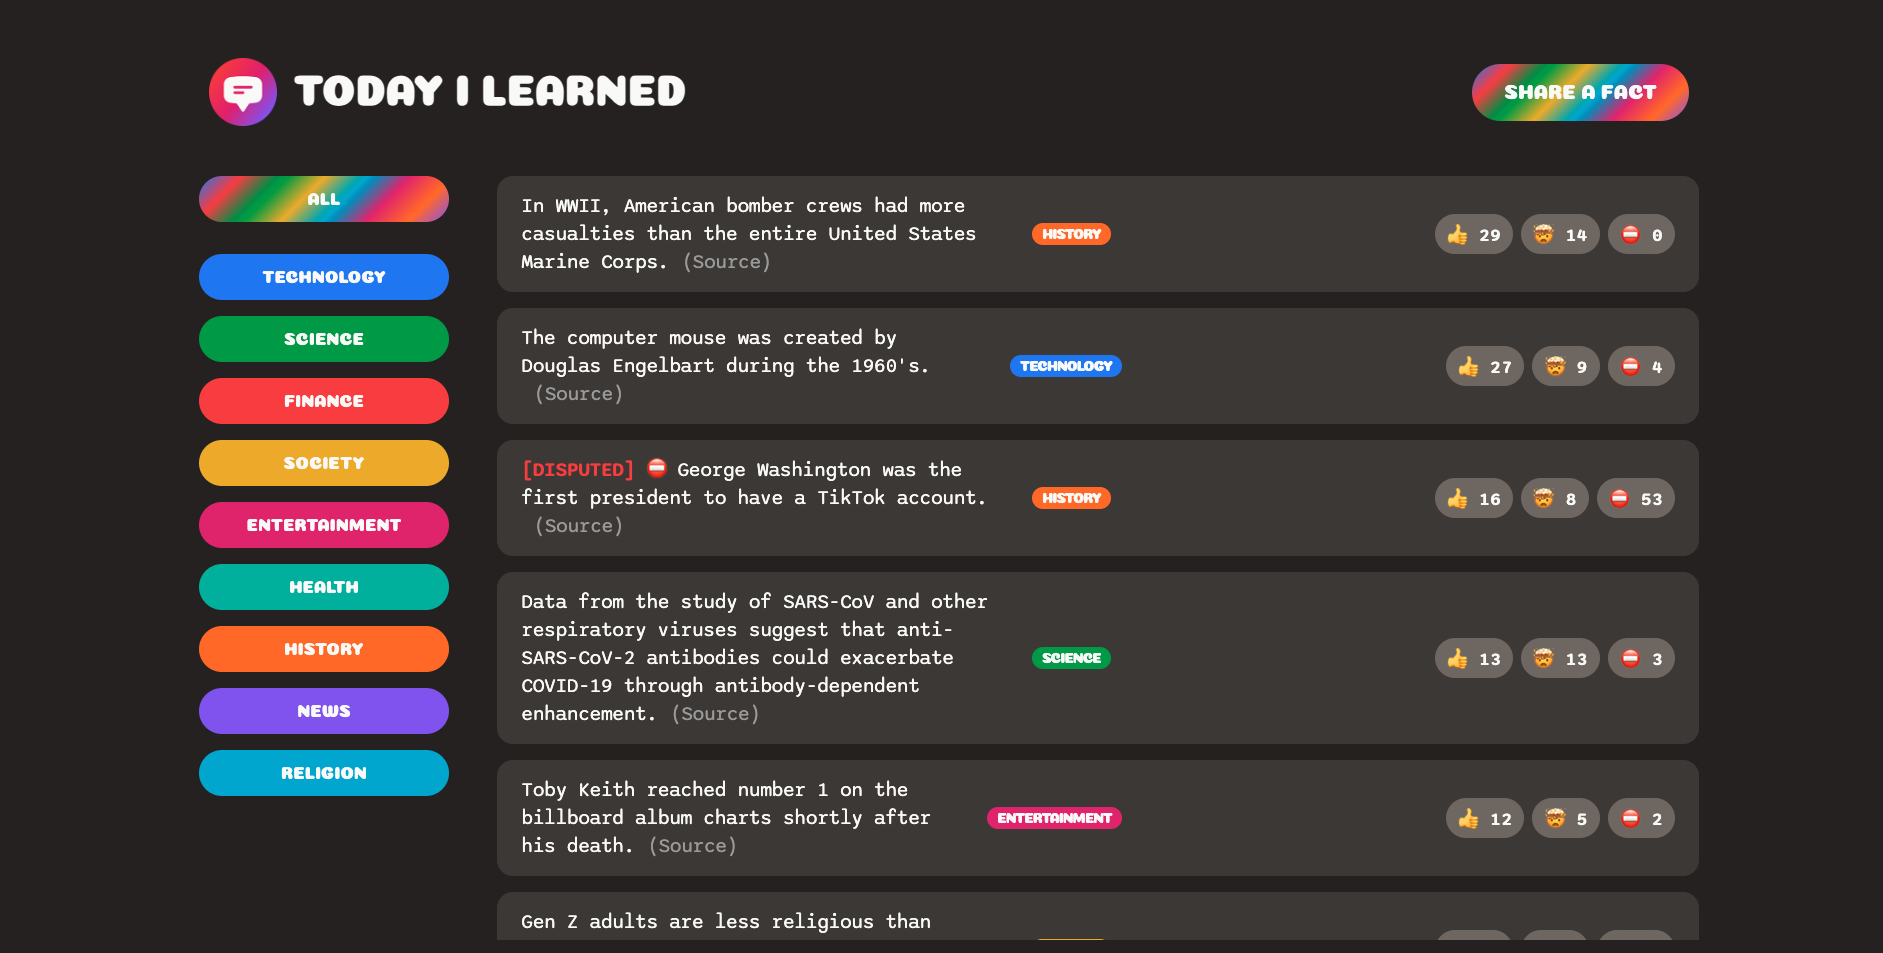 TODAY I LEARNED
SHARE A FACT
ALL
TECHNOLOGY
SCIENCE
FINANCE
SOCIETY
ENTERTAINMENT
HEALTH
HISTORY
NEWS
RELIGION
In WWII, American bomber crews had more
casualties than the entire United States
Marine Corps. (Source)
HISTORY
29 14 0
The computer mouse was created by
Douglas Engelbart during the 1960's.
(Source)
TECHNOLOGY
27 9 4
[DISPUTED] George Washington was the
first president to have a TikTok account.
(Source)
HISTORY
16 8 53
Data from the study of SARS-CoV and other
respiratory viruses suggest that anti-
SARS-CoV-2 antibodies could exacerbate
COVID-19 through antibody-dependent
enhancement. (Source)
SCIENCE
13 13 3
Toby Keith reached number 1 on the
billboard album charts shortly after
his death. (Source)
ENTERTAINMENT
12 5 2
Gen Z adults are less religious than